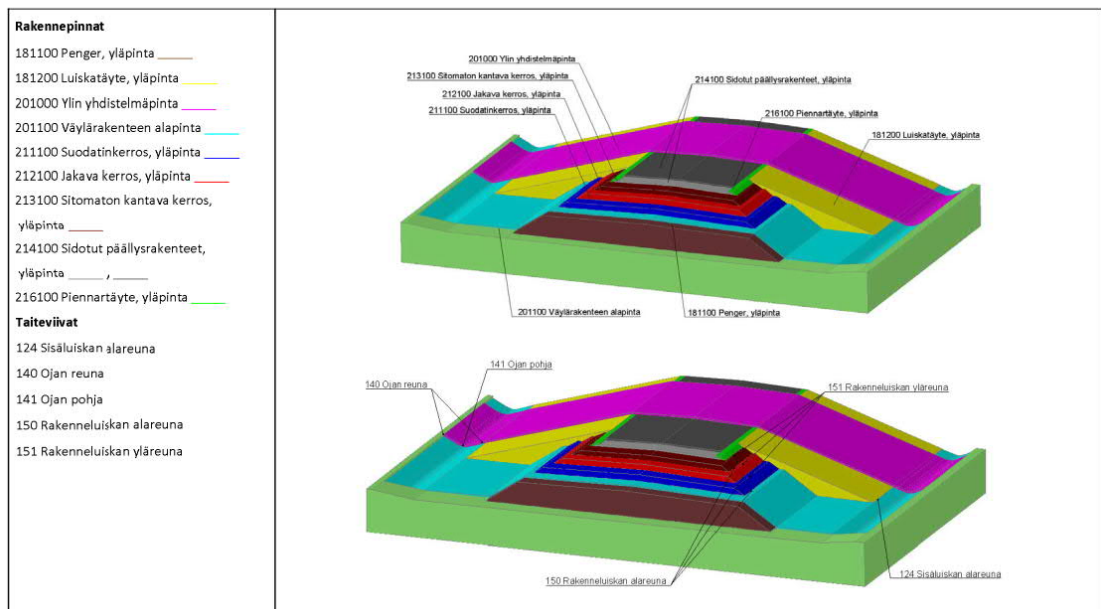 Rakennepinnat
181100 Penger, yläpinta
181200 Luiskatäyte, yläpinta
201000 Ylin yhdistelmäpinta
201100 Väylärakenteen alapinta
211100 Suodatinkerros, yläpinta
212100 Jakava kerros, yläpinta
213100 Sitomaton kantava kerros,
yläpinta
214100 Sidotut päällysrakenteet,
yläpinta ,
216100 Piennartäyte, yläpinta
Taiteviivat
124 Sisäluiskan alareuna
140 Ojan reuna
141 Ojan pohja
150 Rakenneluiskan alareuna
151 Rakenneluiskan yläreuna
201000 Ylin yhdistelmäpinta
213100 Sitomaton kantava kerros, yläpinta
212100 Jakava kerros, yläpinta
211100 Suodatinkerros, yläpinta
214100 Sidotut päällysrakenteet, yläpinta
216100 Piennartäyte, yläpinta
181200 Luiskatäyte, yläpinta
201100 Väylärakenteen alapinta
181100 Penger, yläpinta
141 Ojan pohja
140 Ojan reuna
151 Rakenneluiskan yläreuna
150 Rakenneluiskan alareuna
124 Sisäluiskan alareuna